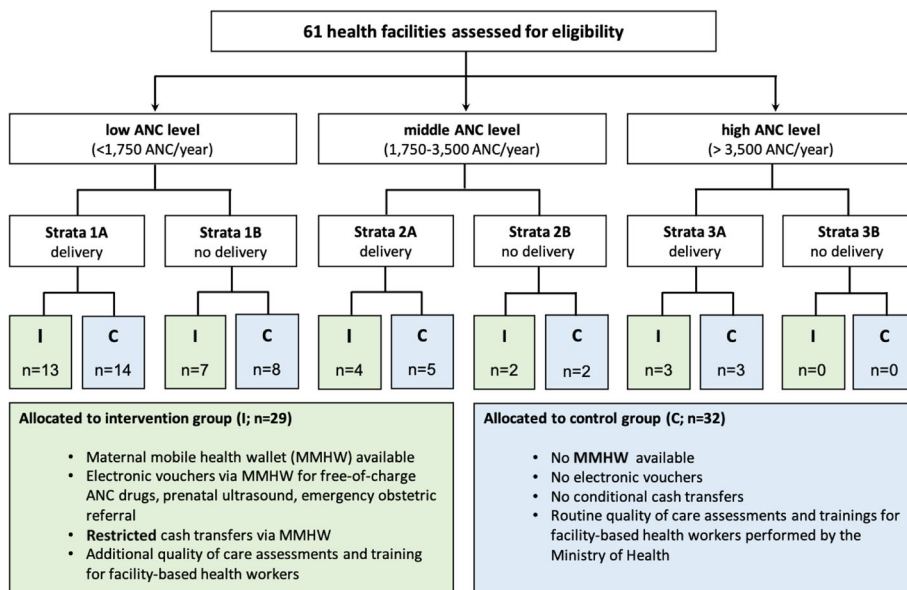 61 health facilities assessed for eligibility
low ANC level
(<1,750 ANC/year)
middle ANC level
(1,750-3,500 ANC/year)
high ANC level
(> 3,500 ANC/year)
Strata 1A
delivery
Strata 1B
no delivery
Strata 2A
delivery
Strata 2B
no delivery
Strata 3A
delivery
Strata 3B
no delivery
I
n=13
C
n=14
I
n=7
C
n=8
I
n=4
C
n=5
I
n=2
C
n=2
I
n=3
C
n=3
I
n=0
C
n=0
Allocated to intervention group (I; n=29)
• Maternal mobile health wallet (MMHW) available
• Electronic vouchers via MMHW for free-of-charge
ANC drugs, prenatal ultrasound, emergency obstetric
referral
• Restricted cash transfers via MMHW
• Additional quality of care assessments and training
for facility-based health workers
Allocated to control group (C; n=32)
• No MMHW available
• No electronic vouchers
• No conditional cash transfers
• Routine quality of care assessments and trainings for
facility-based health workers performed by the
Ministry of Health